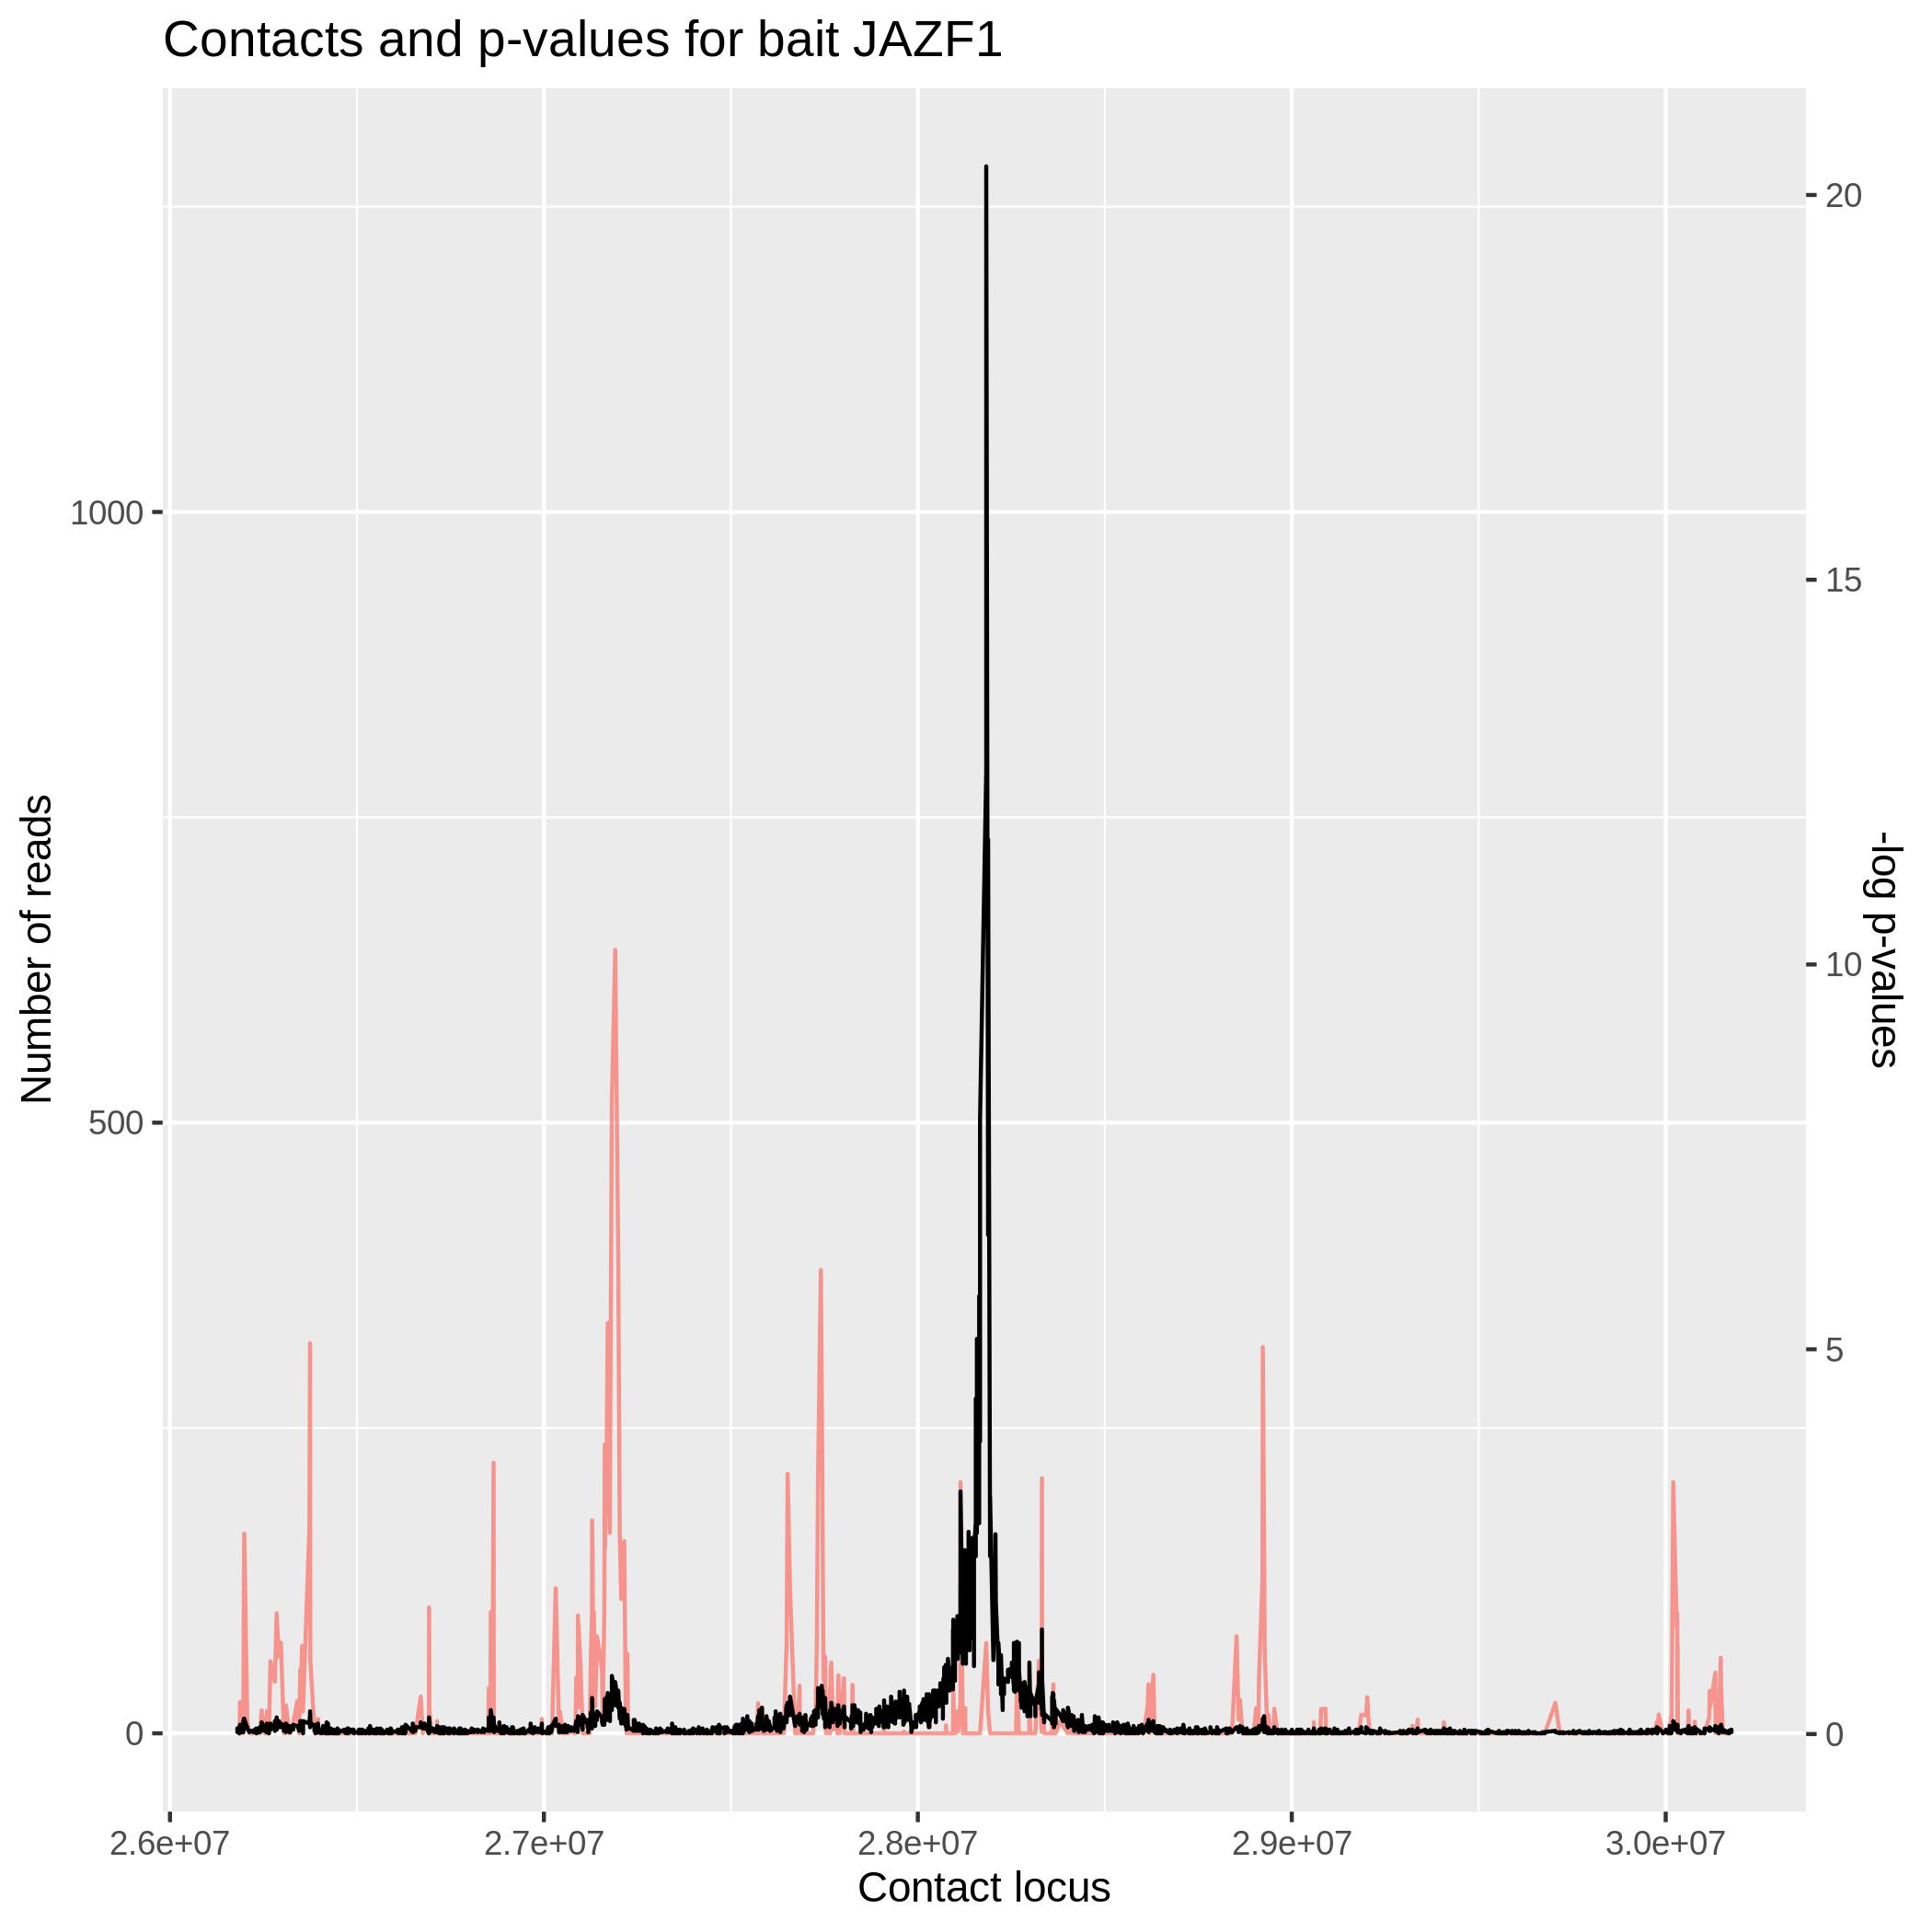 Contacts and p-values for bait JAZF1
Number of reads
1000
500
0
20
15
10
5
0
-log p-values
2.6e+07 2.7e+07 2.8e+07 2.9e+07 3.0e+07
Contact locus